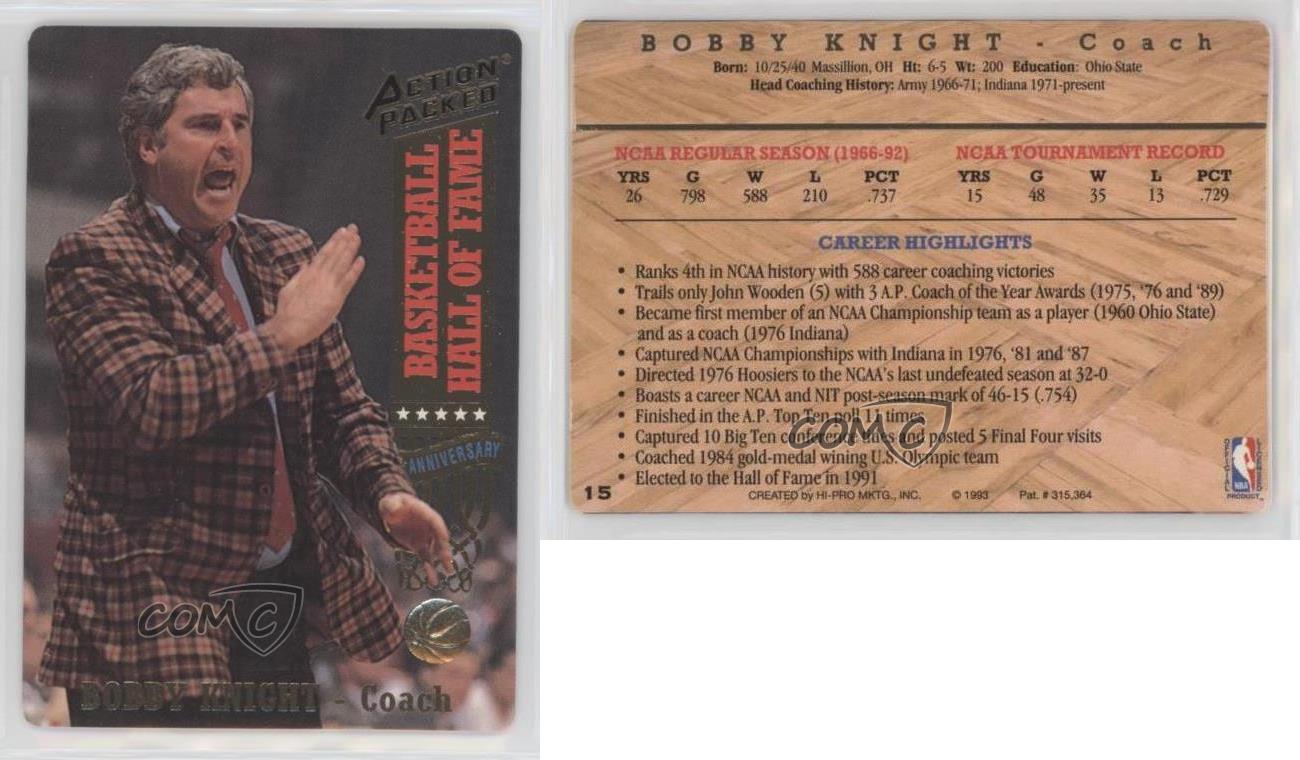 ACTION
PACKED
BASKETBALL
HALL OF FAME
ANNIVERSARY
COMC
BOBBY KNIGHT - Coach
BOBBY KNIGHT - Coach
Born: 10/25/40 Massillion, OH Ht: 6-5 Wt: 200 Education: Ohio State
Head Coaching History: Army 1966-71; Indiana 1971-present
NCAA REGULAR SEASON (1966-92) NCAA TOURNAMENT RECORD
YRS G W L PCT YRS G W L PCT
26 798 588 210 .737 15 48 35 13 .729
CAREER HIGHLIGHTS
• Ranks 4th in NCAA history with 588 career coaching victories
• Trails only John Wooden (5) with 3 A.P. Coach of the Year Awards (1975, '76 and '89)
• Became first member of an NCAA Championship team as a player (1960 Ohio State)
and as a coach (1976 Indiana)
• Captured NCAA Championships with Indiana in 1976, '81 and '87
• Directed 1976 Hoosiers to the NCAA's last undefeated season at 32-0
• Boasts a career NCAA and NIT post-season mark of 46-15 (.754)
• Finished in the A.P. Top Ten poll 11 times
• Captured 10 Big Ten conference titles and posted 5 Final Four visits
• Coached 1984 gold-medal wining U.S. Olympic team
• Elected to the Hall of Fame in 1991
COMC
15 CREATED by HI-PRO MKTG., INC. © 1993 Pat. # 315,364
OFFICIAL LICENSED
NBA
PRODUCT